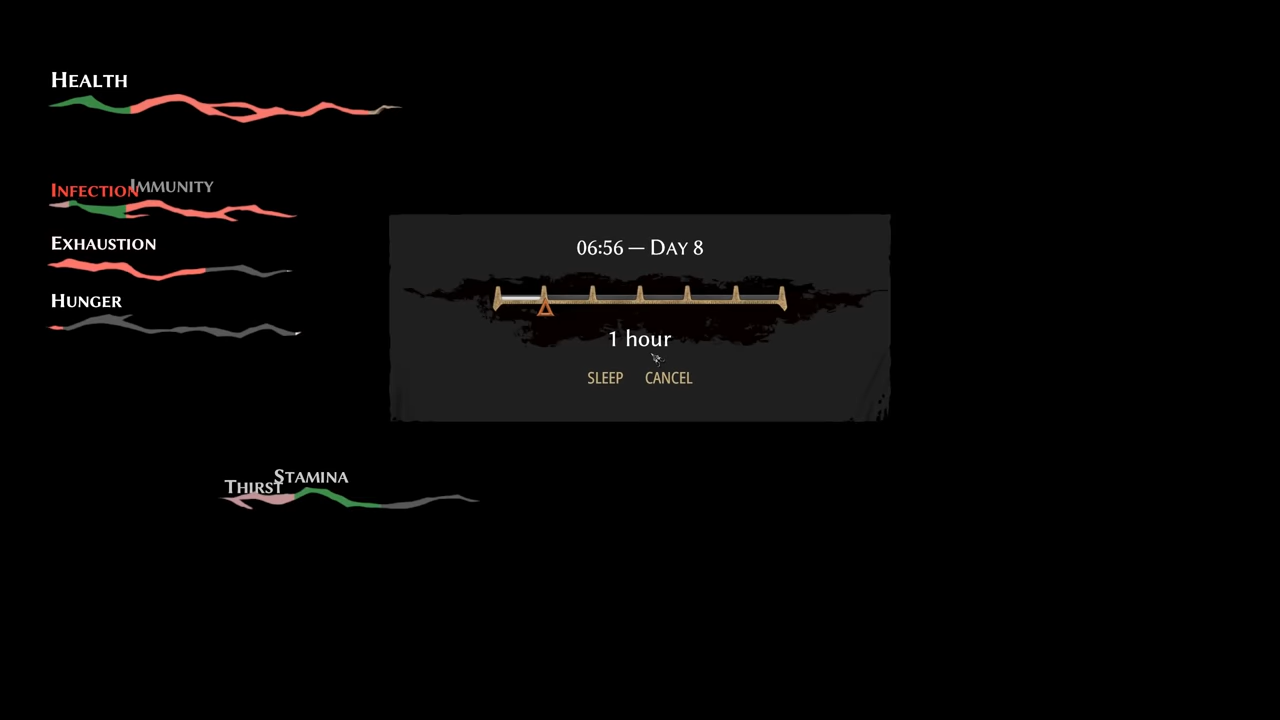 Health
Infection
Immunity
Exhaustion
Hunger
06:56 — Day 8
1 hour
SLEEP CANCEL
Stamina
Thirst